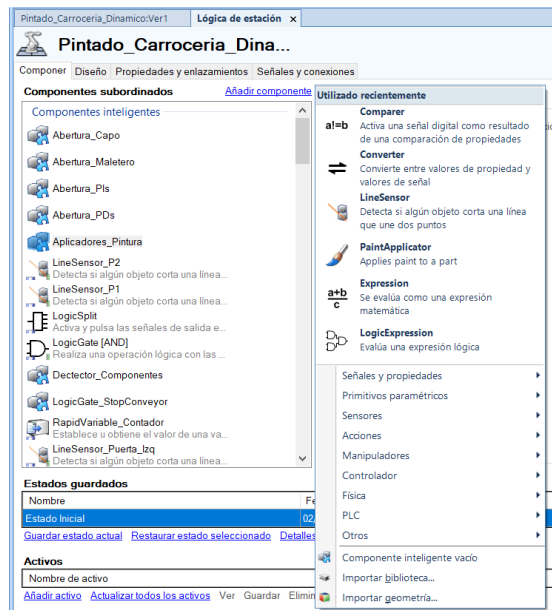 Pintado_Carroceria_Dinamico:Ver1
Lógica de estación x
Pintado_Carroceria_Dina...
Componer Diseño Propiedades y enlazamientos Señales y conexiones
Componentes subordinados Añadir componente
Componentes inteligentes
Abertura_Capo
Abertura_Maletero
Abertura_PIs
Abertura_PDs
Aplicadores_Pintura
LineSensor_P2
Detecta si algún objeto corta una línea...
LineSensor_P1
Detecta si algún objeto corta una línea...
LogicSplit
Activa y pulsa las señales de salida e...
LogicGate [AND]
Realiza una operación lógica con las ...
Dectector_Componentes
LogicGate_StopConveyor
RapidVariable_Contador
Establece u obtiene el valor de una va...
LineSensor_Puerta_Izq
Detecta si algún objeto corta una línea...
Utilizado recientemente
a!=b
Comparer
Activa una señal digital como resultado
de una comparación de propiedades
Converter
Convierte entre valores de propiedad y
valores de señal
LineSensor
Detecta si algún objeto corta una línea
que une dos puntos
PaintApplicator
Applies paint to a part
a+b
c
Expression
Se evalúa como una expresión
matemática
LogicExpression
Evalúa una expresión lógica
Señales y propiedades
Primitivos paramétricos
Sensores
Acciones
Manipuladores
Controlador
Física
PLC
Otros
Componente inteligente vacío
Importar biblioteca...
Importar geometría...
Estados guardados
Nombre Fe
Estado Inicial 02,
Guardar estado actual Restaurar estado seleccionado Detalles
Activos
Nombre de activo
Añadir activo Actualizar todos los activos Ver Guardar Elimin